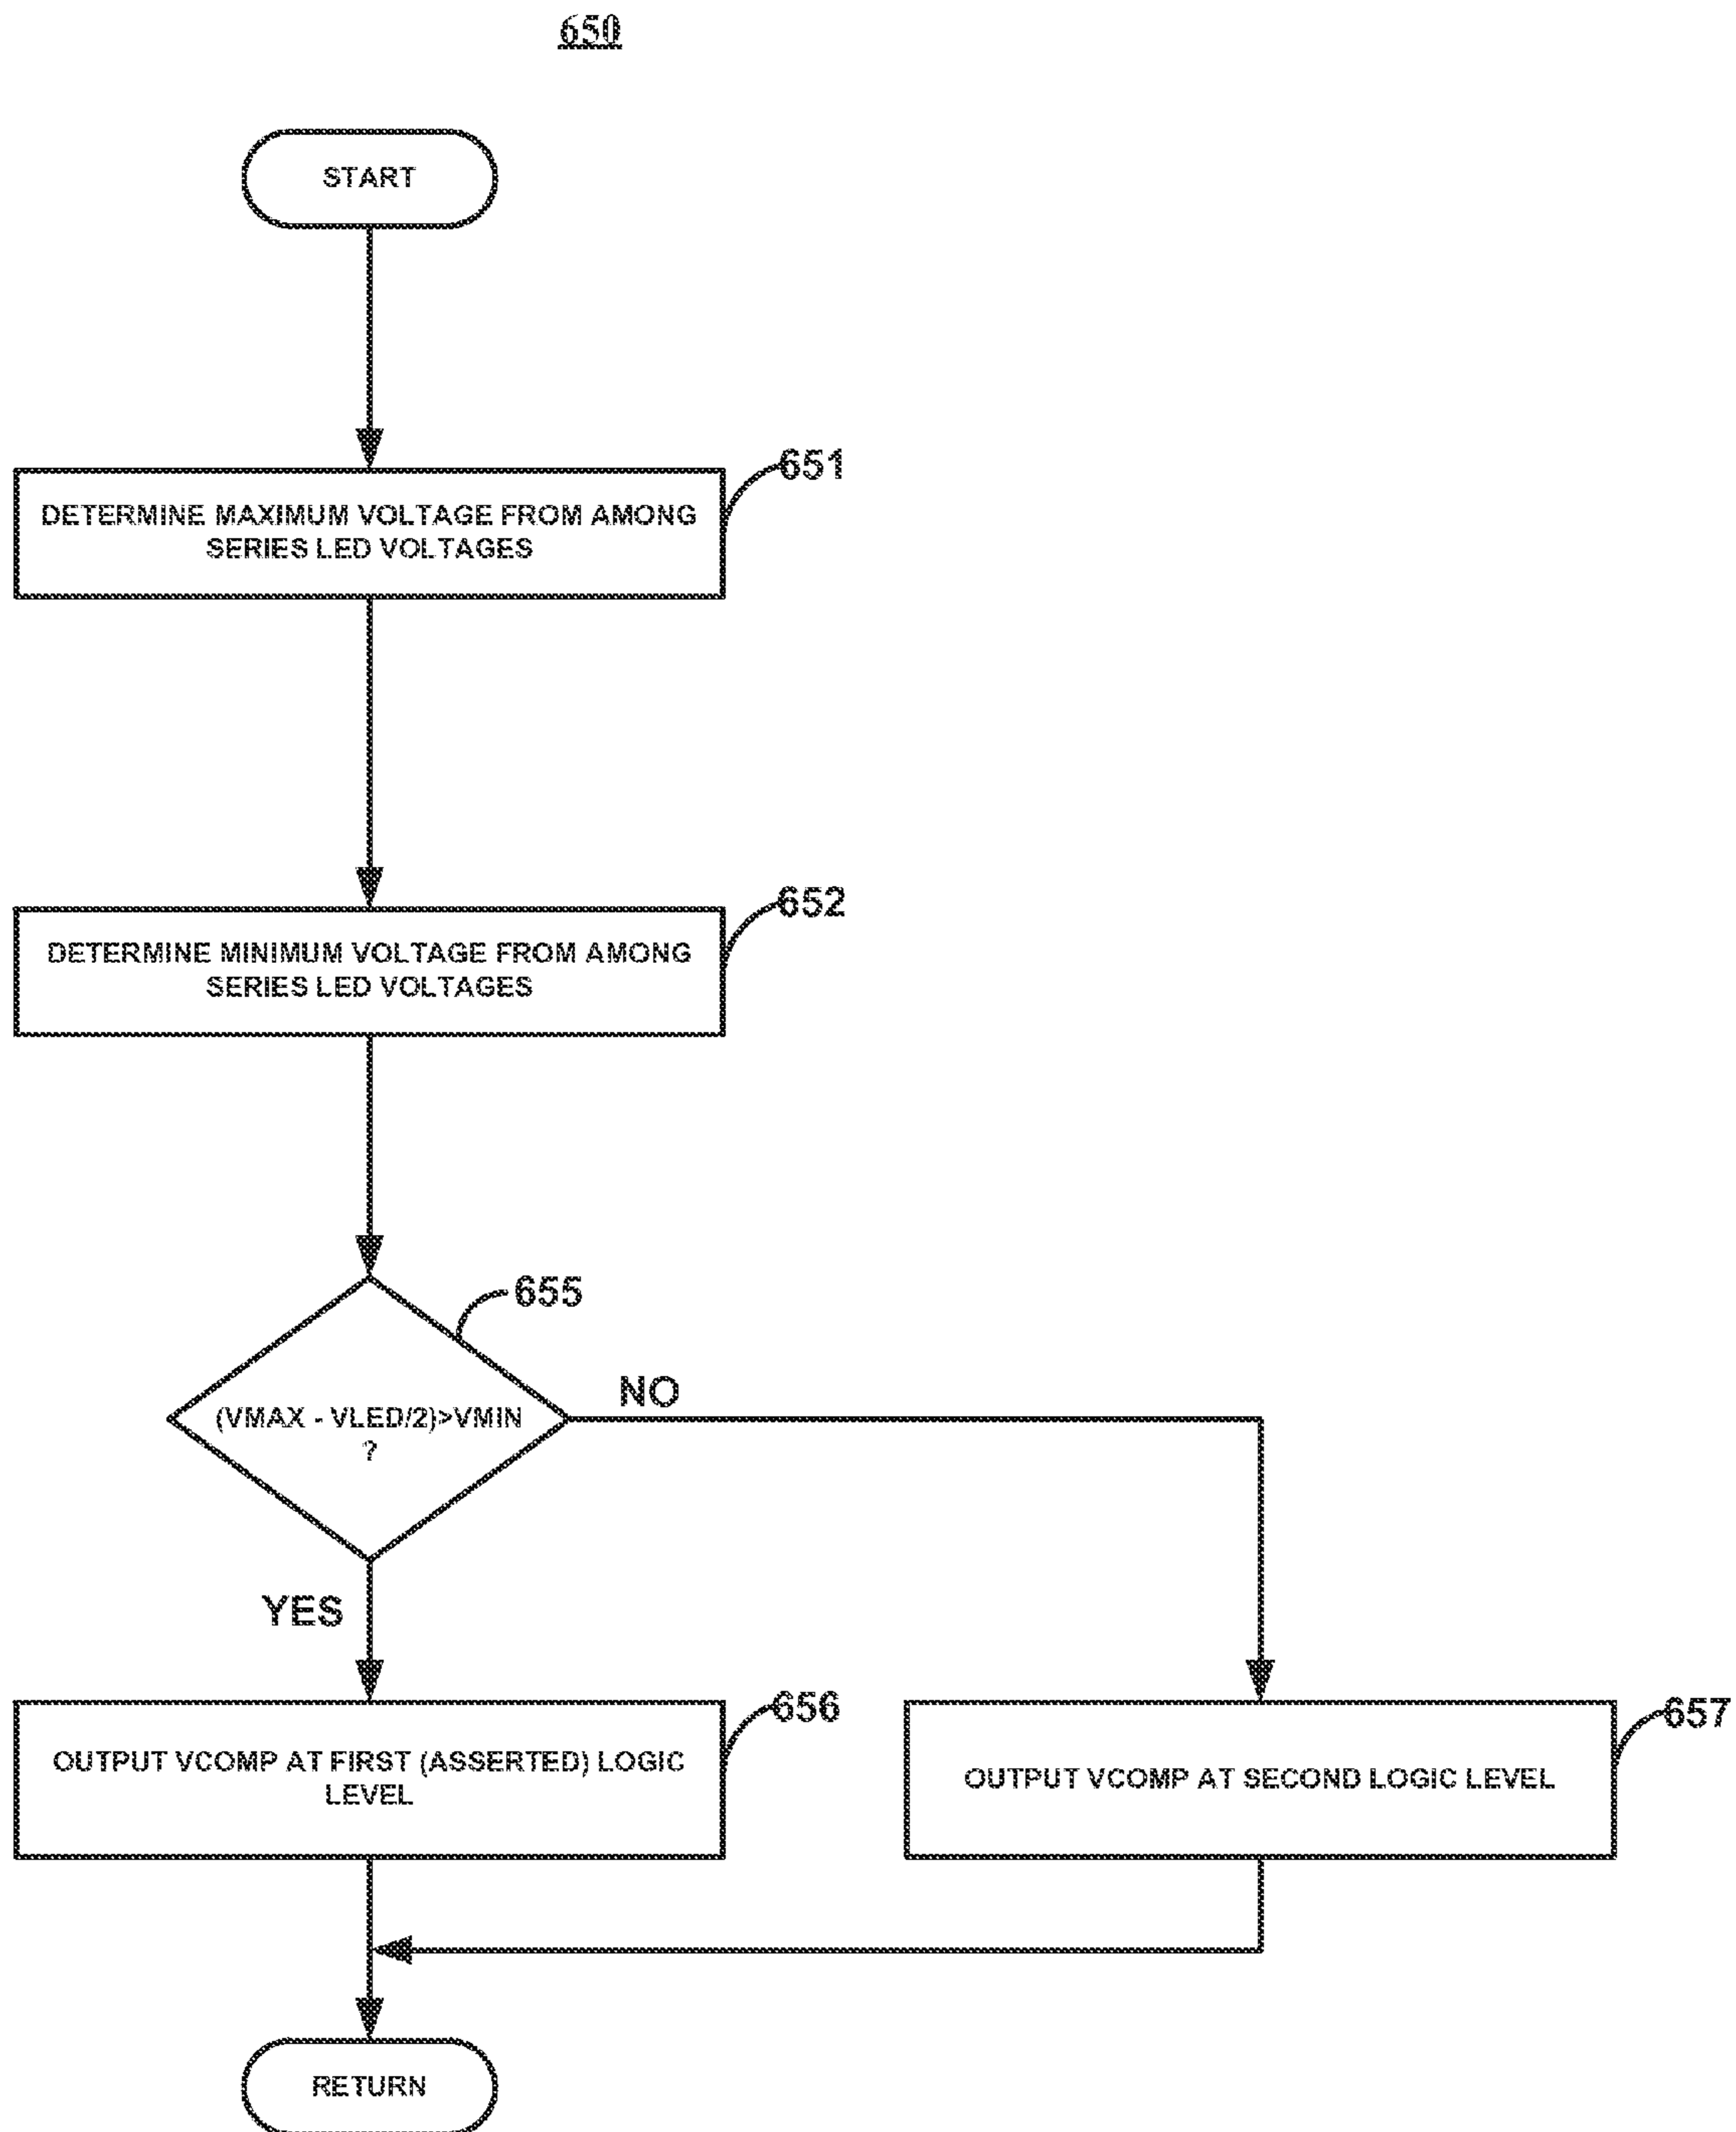 650
START
651
DETERMINE MAXIMUM VOLTAGE FROM AMONG
SERIES LED VOLTAGES
652
DETERMINE MINIMUM VOLTAGE FROM AMONG
SERIES LED VOLTAGES
655
(VMAX - VLED/2)>VMIN
?
NO
YES
656
OUTPUT VCOMP AT FIRST (ASSERTED) LOGIC
LEVEL
657
OUTPUT VCOMP AT SECOND LOGIC LEVEL
RETURN